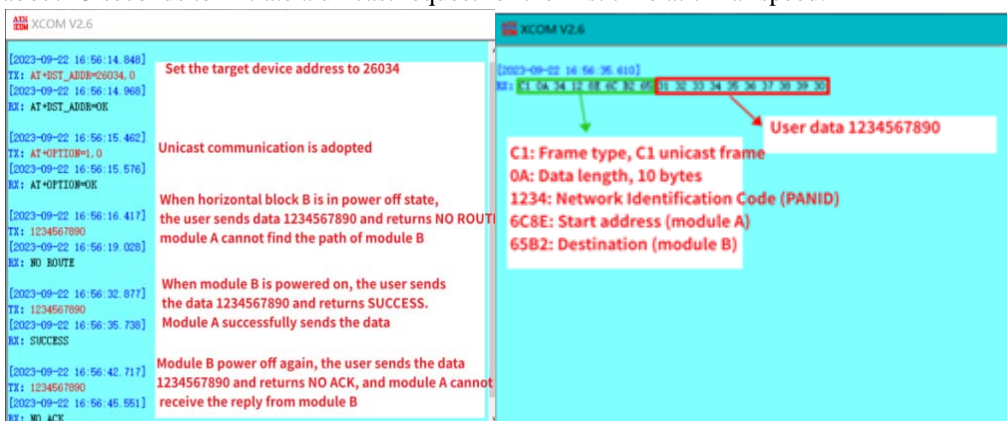 XCOM V2.6
[2023-09-22 16:56:14.848]
TX: AT+DST_ADDR=26034,0
[2023-09-22 16:56:14.968]
RX: AT+DST_ADDR=OK
Set the target device address to 26034
[2023-09-22 16:56:15.462]
TX: AT+OPTION=1,0
[2023-09-22 16:56:15.576]
RX: AT+OPTION=OK
Unicast communication is adopted
[2023-09-22 16:56:16.417]
TX: 1234567890
[2023-09-22 16:56:19.028]
RX: NO ROUTE
When horizontal block B is in power off state,
the user sends data 1234567890 and returns NO ROUTE
module A cannot find the path of module B
[2023-09-22 16:56:32.877]
TX: 1234567890
[2023-09-22 16:56:35.738]
RX: SUCCESS
When module B is powered on, the user sends
the data 1234567890 and returns SUCCESS.
Module A successfully sends the data
[2023-09-22 16:56:42.717]
TX: 1234567890
[2023-09-22 16:56:45.551]
RX: NO ACK
Module B power off again, the user sends the data
1234567890 and returns NO ACK, and module A cannot
receive the reply from module B
XCOM V2.6
[2023-09-22 16:56:35.610]
RX: C1 0A 34 12 8E 6C B2 65 31 32 33 34 35 36 37 38 39 30
User data 1234567890
C1: Frame type, C1 unicast frame
0A: Data length, 10 bytes
1234: Network Identification Code (PANID)
6C8E: Start address (module A)
65B2: Destination (module B)